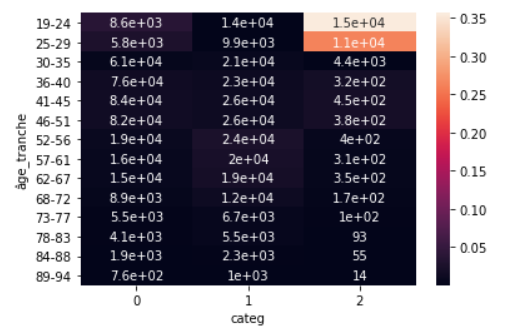 19-24 8.6e+03 1.4e+04 1.5e+04
25-29 5.8e+03 9.9e+03 1.1e+04
30-35 6.1e+04 2.1e+04 4.4e+03
36-40 7.6e+04 2.3e+04 3.2e+02
41-45 8.4e+04 2.6e+04 4.5e+02
46-51 8.2e+04 2.6e+04 3.8e+02
52-56 1.9e+04 2.4e+04 4e+02
57-61 1.6e+04 2e+04 3.1e+02
62-67 1.5e+04 1.9e+04 3.5e+02
68-72 8.9e+03 1.2e+04 1.7e+02
73-77 5.5e+03 6.7e+03 1e+02
78-83 4.1e+03 5.5e+03 93
84-88 1.9e+03 2.3e+03 55
89-94 7.6e+02 1e+03 14
0 1 2
categ
âge_tranche
0.35
0.30
0.25
0.20
0.15
0.10
0.05